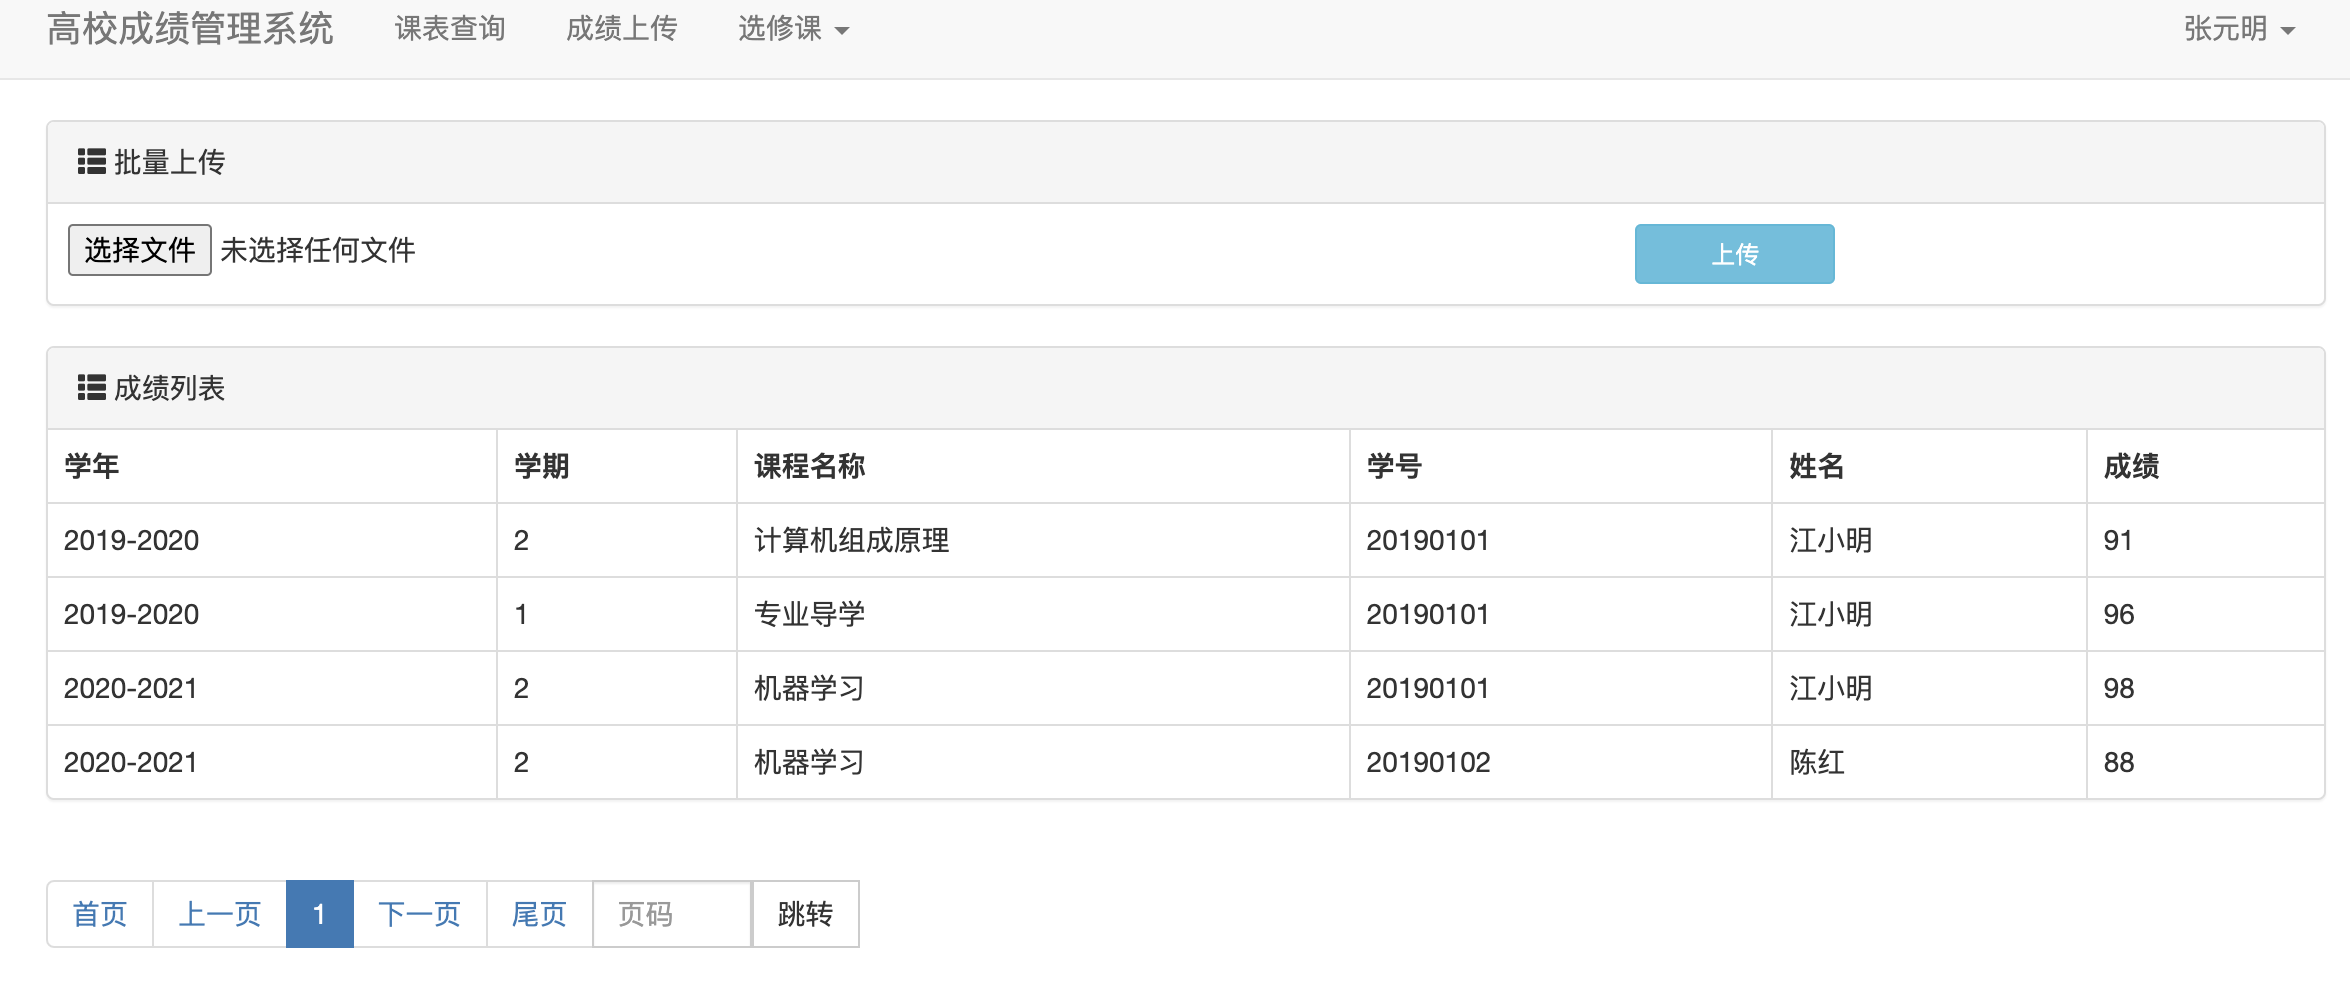 高校成绩管理系统 课表查询 成绩上传 选修课 张元明
批量上传
选择文件 未选择任何文件 上传
成绩列表
学年 学期 课程名称 学号 姓名 成绩
2019-2020 2 计算机组成原理 20190101 江小明 91
2019-2020 1 专业导学 20190101 江小明 96
2020-2021 2 机器学习 20190101 江小明 98
2020-2021 2 机器学习 20190102 陈红 88
首页 上一页 1 下一页 尾页 页码 跳转